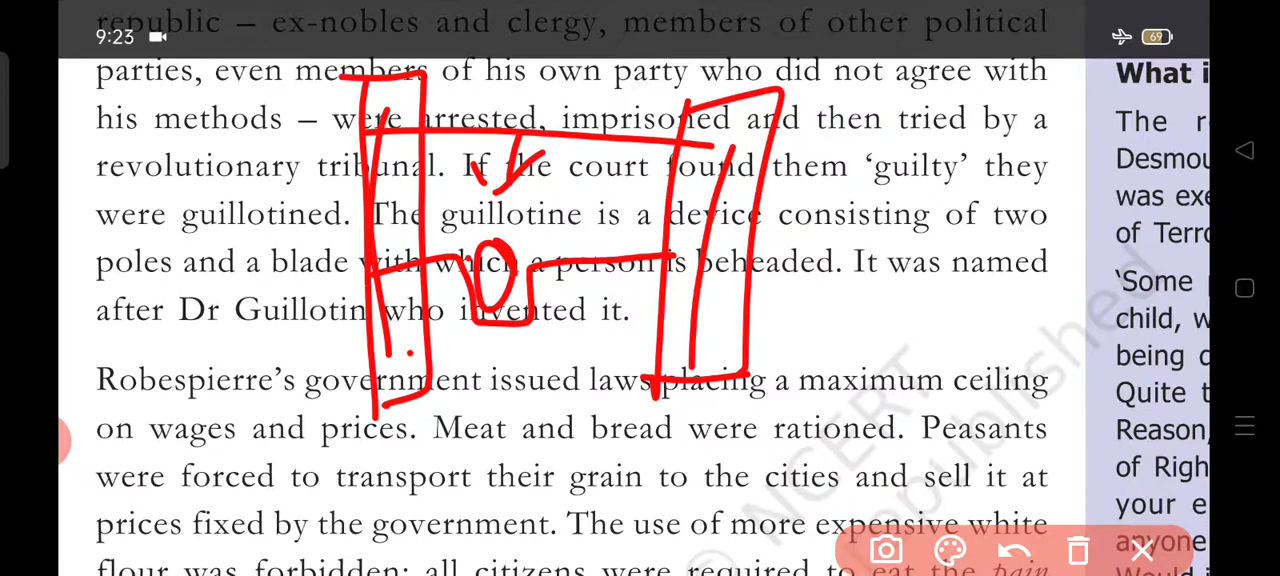 republic – ex-nobles and clergy, members of other political
9:23
69
parties, even members of his own party who did not agree with
his methods – were arrested, imprisoned and then tried by a
revolutionary tribunal. If the court found them ‘guilty’ they
were guillotined. The guillotine is a device consisting of two
poles and a blade with which a person is beheaded. It was named
after Dr Guillotin who invented it.
Robespierre’s government issued laws placing a maximum ceiling
on wages and prices. Meat and bread were rationed. Peasants
were forced to transport their grain to the cities and sell it at
prices fixed by the government. The use of more expensive white
flour was forbidden; all citizens were required to eat the pain
What i
The r
Desmou
was exe
of Terro
‘Some
child, w
being d
Quite t
Reason,
of Righ
your e
anyone
Would i
© NCERT
republished